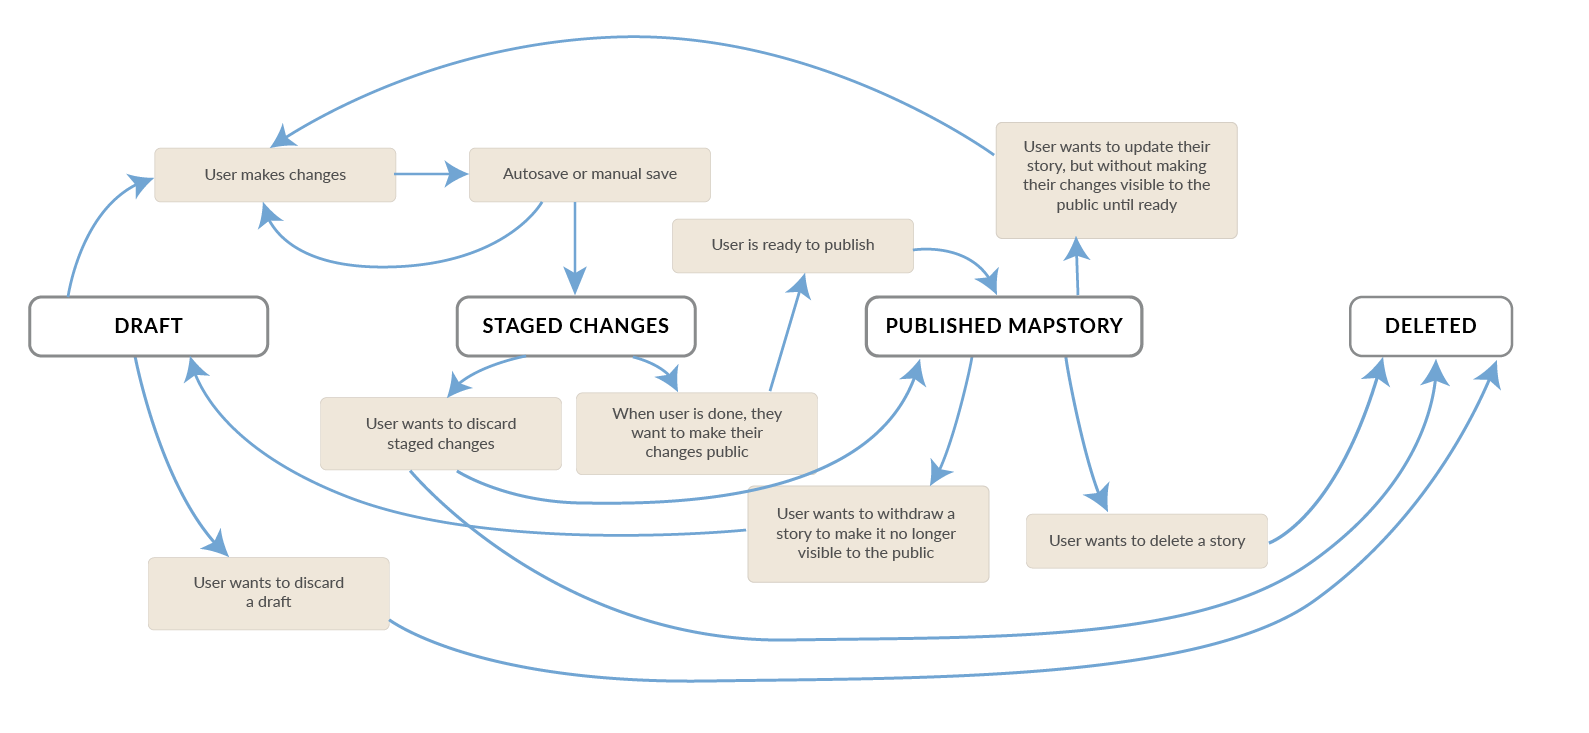 User wants to update their
story, but without making
their changes visible to the
public until ready
User makes changes
Autosave or manual save
User is ready to publish
DRAFT
STAGED CHANGES
PUBLISHED MAPSTORY
DELETED
User wants to discard
staged changes
When user is done, they
want to make their
changes public
User wants to withdraw a
story to make it no longer
visible to the public
User wants to delete a story
User wants to discard
a draft